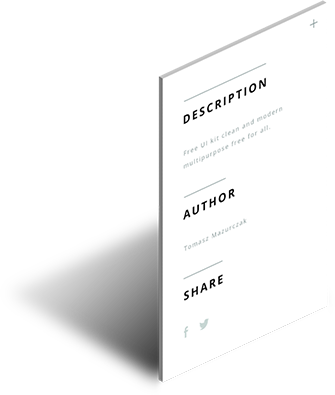 +
DESCRIPTION
Free UI kit clean and modern
multipurpose free for all.
AUTHOR
Tomasz Mazurczak
SHARE